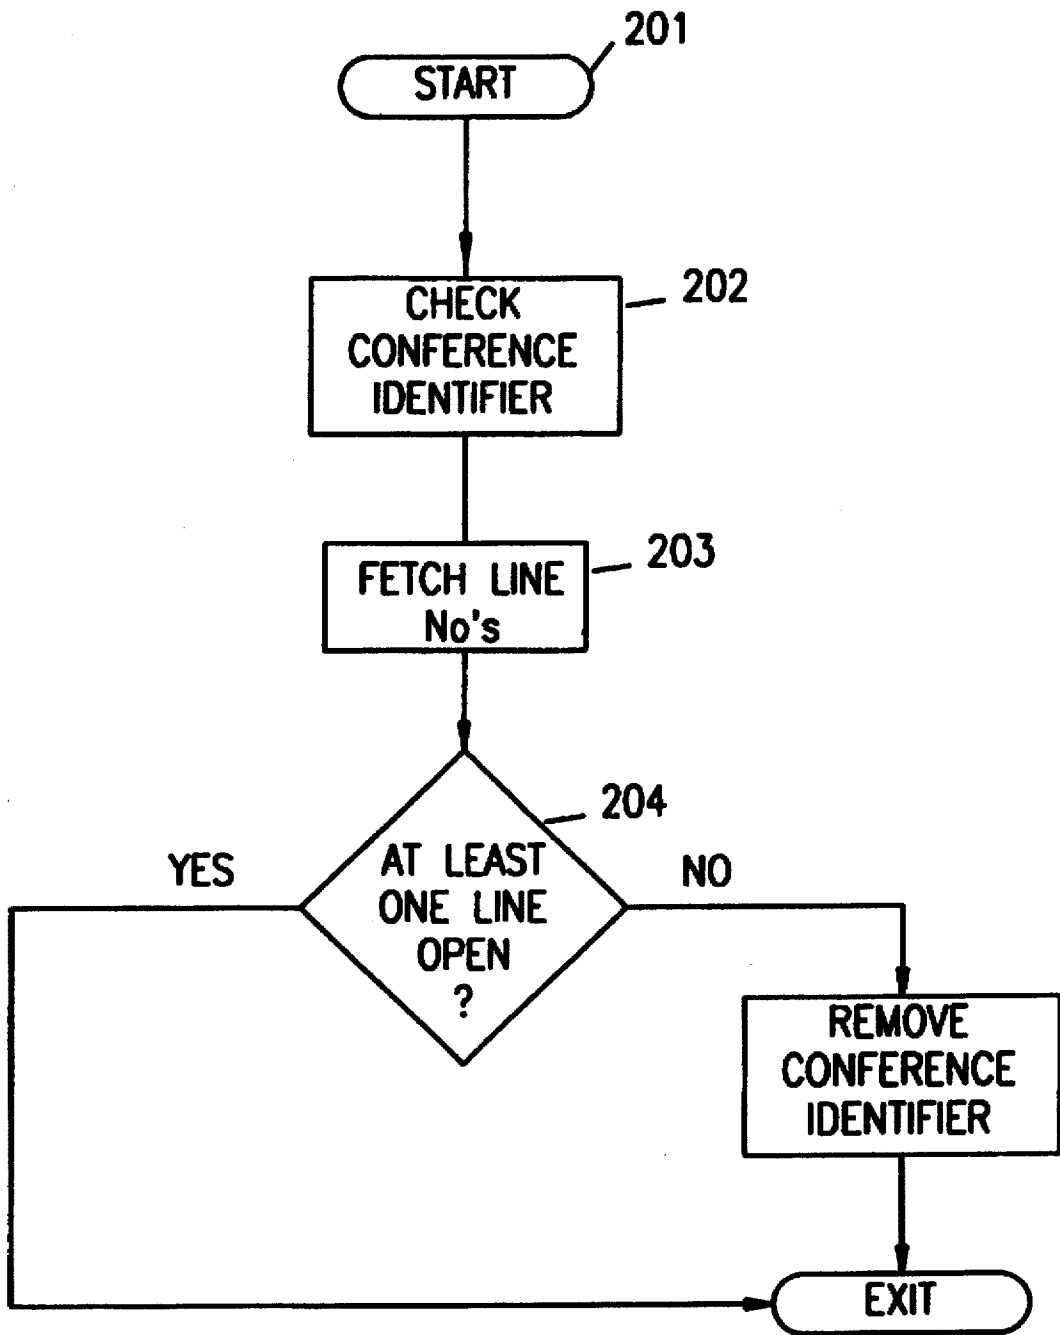 START
201
CHECK
CONFERENCE
IDENTIFIER
202
FETCH LINE
No's
203
204
AT LEAST
ONE LINE
OPEN
?
YES
NO
REMOVE
CONFERENCE
IDENTIFIER
EXIT